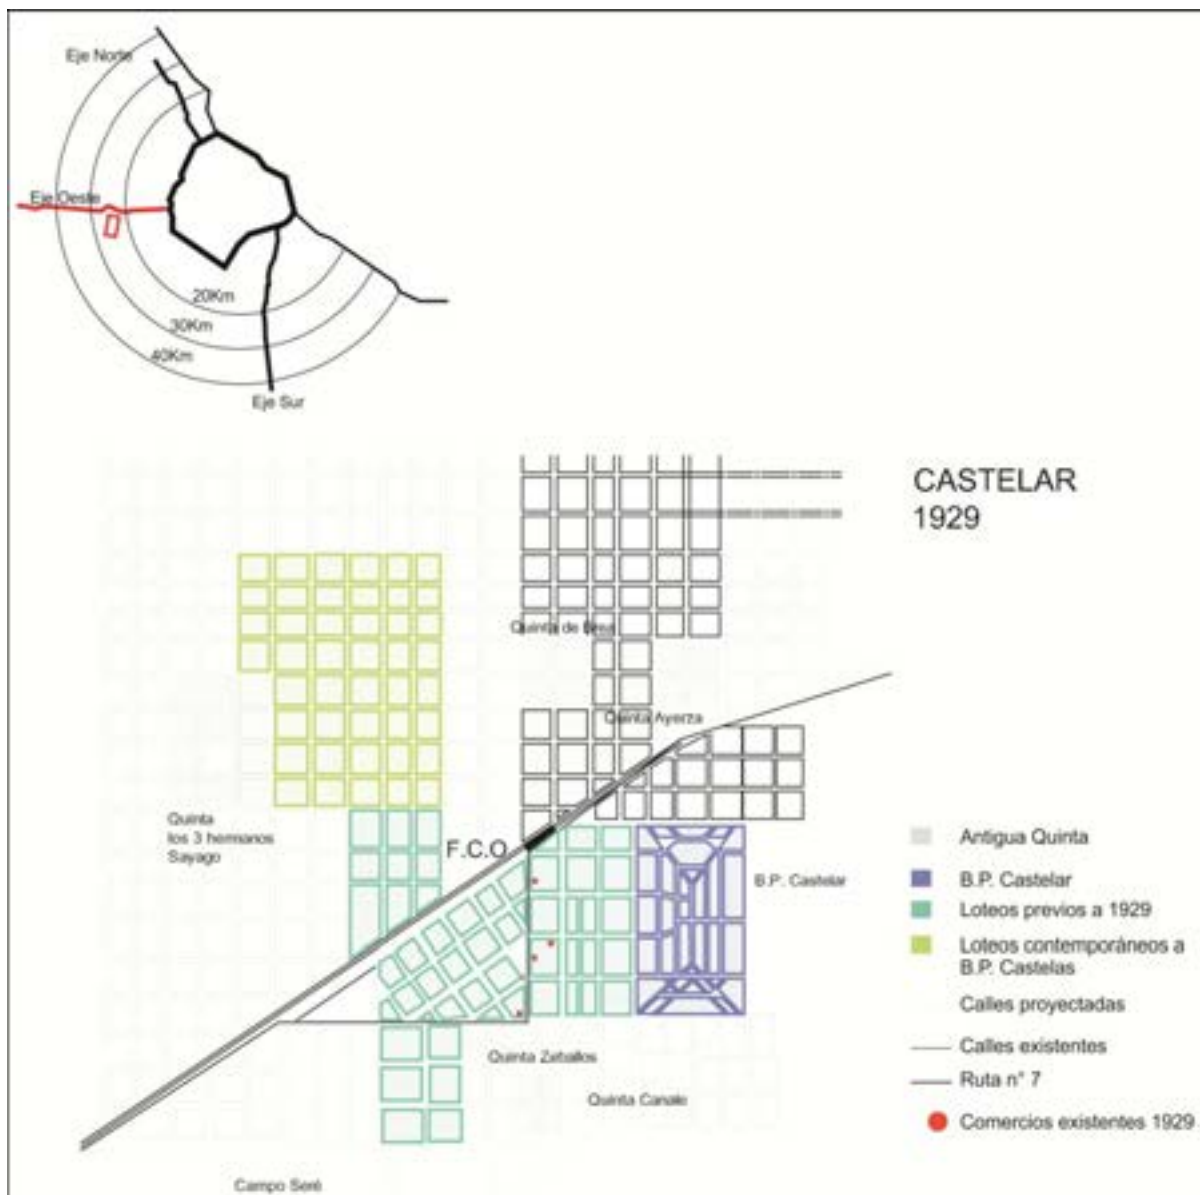 Eje Norte
Eje Oeste
20Km
30Km
40Km
Eje Sur
CASTELAR
1929
Quinta de
Quinta Ayerza
Quinta
los 3 hermanos
Sayago
F.C.O.
B.P. Castelar
Quinta Zeballos
Quinta Canale
Campo Seré
Antigua Quinta
B.P. Castelar
Loteos previos a 1929
Loteos contemporáneos a
B.P. Castelas
Calles proyectadas
Calles existentes
Ruta n° 7
Comercios existentes 1929